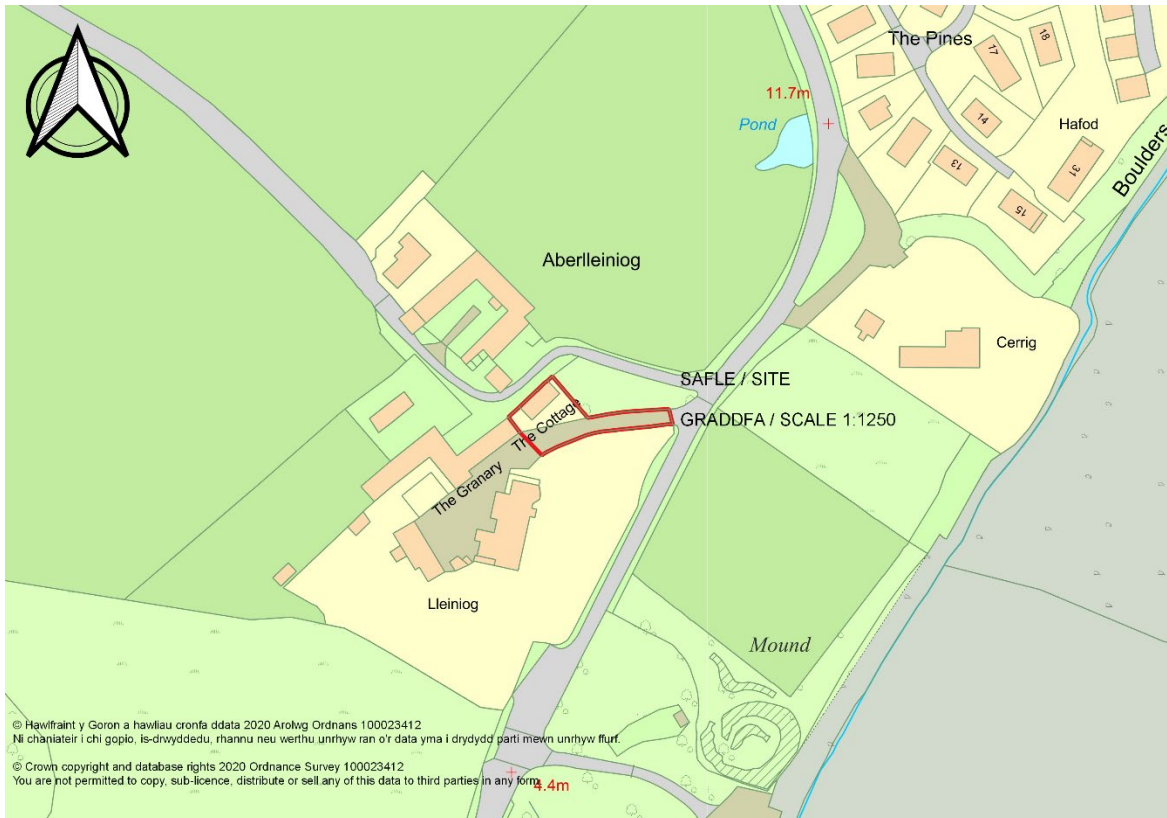 The Pines
18
17
11.7m
Pond
14
Hafod
13
31
Boulders
15
Aberlleiniog
Cerrig
SAFLE / SITE
GRADDFA / SCALE 1:1250
The Cottage
The Granary
Lleiniog
Mound
© Hawlfraint y Goron a hawliau cronfa ddata 2020 Arolwg Ordnans 100023412
Ni chaniateir i chi gopio, is-drwyddedu, rhannu neu werthu unrhyw ran o'r data yma i drydydd parti mewn unrhyw ffurf.
© Crown copyright and database rights 2020 Ordnance Survey 100023412
You are not permitted to copy, sub-licence, distribute or sell any of this data to third parties in any form.
4.4m